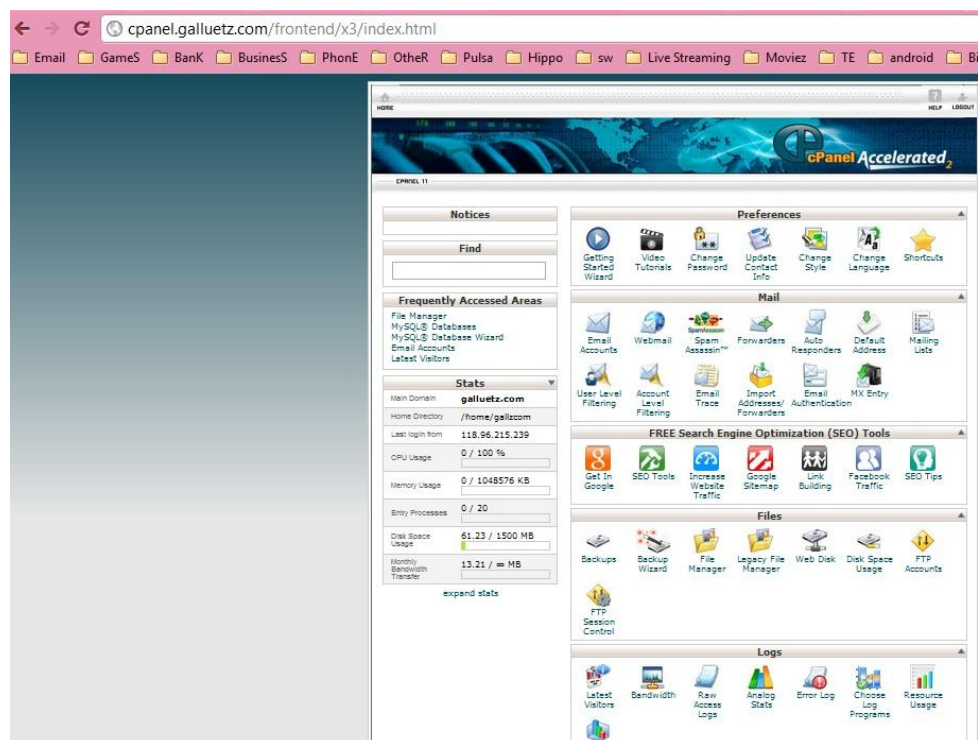 cpanel.galluetz.com/frontend/x3/index.html
Email GameS BanK BusinesS PhonE OtheR Pulsa Hippo sw Live Streaming Moviez TE android Bi
HOME
HELP LOGOUT
cPanel Accelerated2
CPANEL 11
Notices
Find
Frequently Accessed Areas
File Manager
MySQL® Databases
MySQL® Database Wizard
Email Accounts
Latest Visitors
Stats
Main Domain galluetz.com
Home Directory /home/gallzcom
Last login from 118.96.215.239
CPU Usage 0 / 100 %
Memory Usage 0 / 1048576 KB
Entry Processes 0 / 20
Disk Space
Usage
61.23 / 1500 MB
Monthly
Bandwidth
Transfer
13.21 / ∞ MB
expand stats
Preferences
Getting
Started
Wizard
Video
Tutorials
Change
Password
Update
Contact
Info
Change
Style
Change
Language
Shortcuts
Mail
Email
Accounts
Webmail
SpamAssassin
Spam
Assassin™
Forwarders
Auto
Responders
Default
Address
Mailing
Lists
User Level
Filtering
Account
Level
Filtering
Email
Trace
Import
Addresses/
Forwarders
Email
Authentication
MX Entry
FREE Search Engine Optimization (SEO) Tools
Get In
Google
SEO Tools
Increase
Website
Traffic
Google
Sitemap
Link
Building
Facebook
Traffic
SEO Tips
Files
Backups
Backup
Wizard
File
Manager
Legacy File
Manager
Web Disk
Disk Space
Usage
FTP
Accounts
FTP
Session
Control
Logs
Latest
Visitors
Bandwidth
Raw
Access
Logs
Analog
Stats
Error Log
Choose
Log
Programs
Resource
Usage